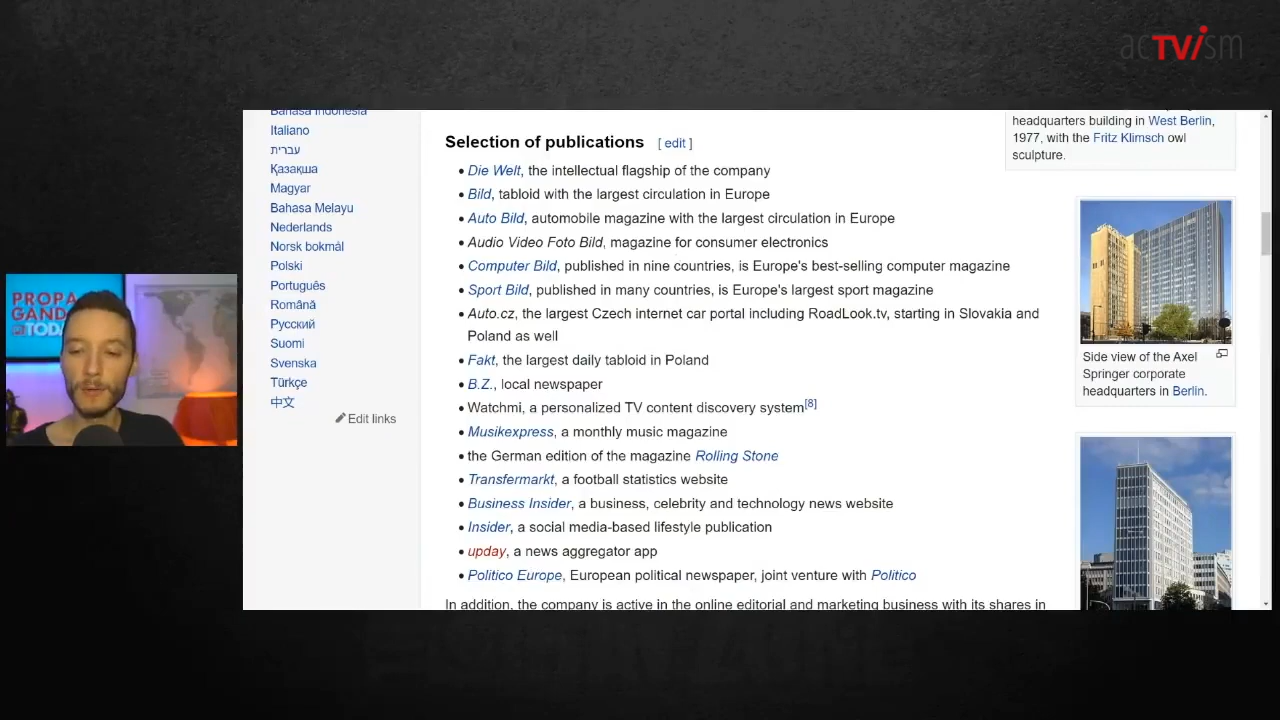 acTVism
PROPA
GANDA
TODA
Bahasa Indonesia
Italiano
עברית
Қазақша
Magyar
Bahasa Melayu
Nederlands
Norsk bokmål
Polski
Português
Română
Русский
Suomi
Svenska
Türkçe
中文
Edit links
Selection of publications [ edit ]
• Die Welt, the intellectual flagship of the company
• Bild, tabloid with the largest circulation in Europe
• Auto Bild, automobile magazine with the largest circulation in Europe
• Audio Video Foto Bild, magazine for consumer electronics
• Computer Bild, published in nine countries, is Europe's best-selling computer magazine
• Sport Bild, published in many countries, is Europe's largest sport magazine
• Auto.cz, the largest Czech internet car portal including RoadLook.tv, starting in Slovakia and
Poland as well
• Fakt, the largest daily tabloid in Poland
• B.Z., local newspaper
• Watchmi, a personalized TV content discovery system[8]
• Musikexpress, a monthly music magazine
• the German edition of the magazine Rolling Stone
• Transfermarkt, a football statistics website
• Business Insider, a business, celebrity and technology news website
• Insider, a social media-based lifestyle publication
• upday, a news aggregator app
• Politico Europe, European political newspaper, joint venture with Politico
In addition, the company is active in the online editorial and marketing business with its shares in
headquarters building in West Berlin,
1977, with the Fritz Klimsch owl
sculpture.
Side view of the Axel
Springer corporate
headquarters in Berlin.